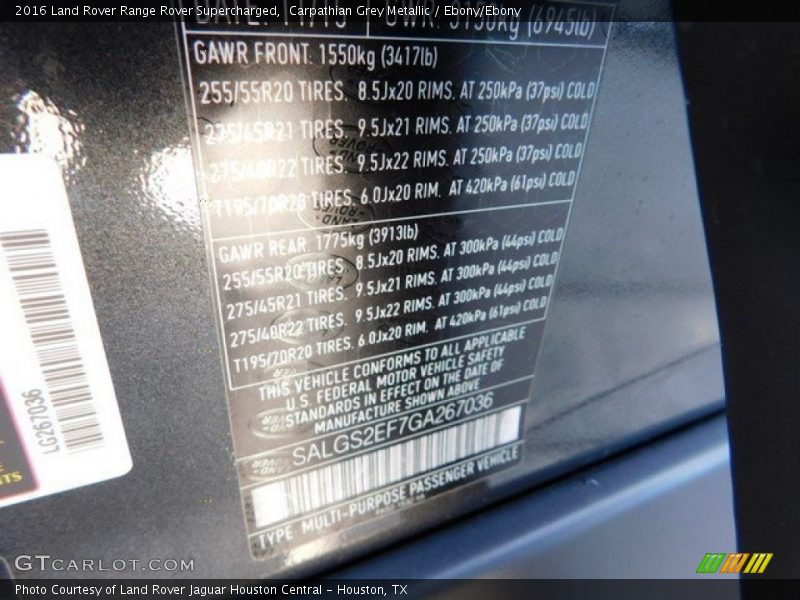 2016 Land Rover Range Rover Supercharged, Carpathian Grey Metallic / Ebony/Ebony
(6945lb)
GAWR FRONT. 1550kg (3417lb)
255/55R20 TIRES. 8.5Jx20 RIMS. AT 250kPa (37psi) COLD
275/45R21 TIRES. 9.5Jx21 RIMS. AT 250kPa (37psi) COLD
275/40R22 TIRES. 9.5Jx22 RIMS. AT 250kPa (37psi) COLD
T195/70R20 TIRES. 6.0Jx20 RIM. AT 420kPa (61psi) COLD
GAWR REAR. 1775kg (3913lb)
255/55R20 TIRES. 8.5Jx20 RIMS. AT 300kPa (44psi) COLD
275/45R21 TIRES. 9.5Jx21 RIMS. AT 300kPa (44psi) COLD
275/40R22 TIRES. 9.5Jx22 RIMS. AT 300kPa (44psi) COLD
T195/70R20 TIRES. 6.0Jx20 RIM. AT 420kPa (61psi) COLD
THIS VEHICLE CONFORMS TO ALL APPLICABLE
U.S. FEDERAL MOTOR VEHICLE SAFETY
STANDARDS IN EFFECT ON THE DATE OF
MANUFACTURE SHOWN ABOVE
SALGS2EF7GA267036
TYPE MULTI-PURPOSE PASSENGER VEHICLE
LG267036
GTCARLOT.COM
Photo Courtesy of Land Rover Jaguar Houston Central - Houston, TX